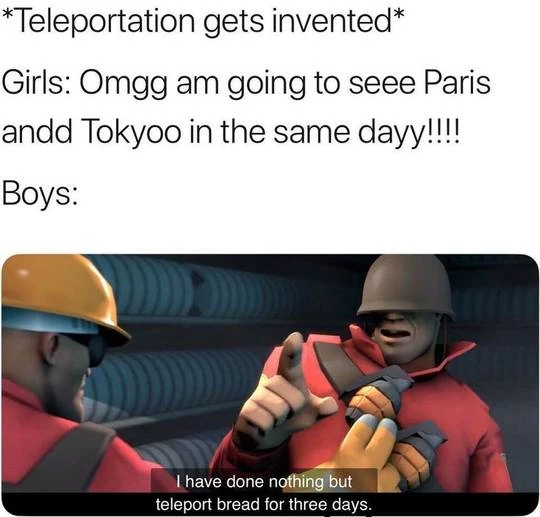 *Teleportation gets invented*
Girls: Omgg am going to seee Paris
andd Tokyoo in the same dayy!!!!
Boys:
I have done nothing but
teleport bread for three days.